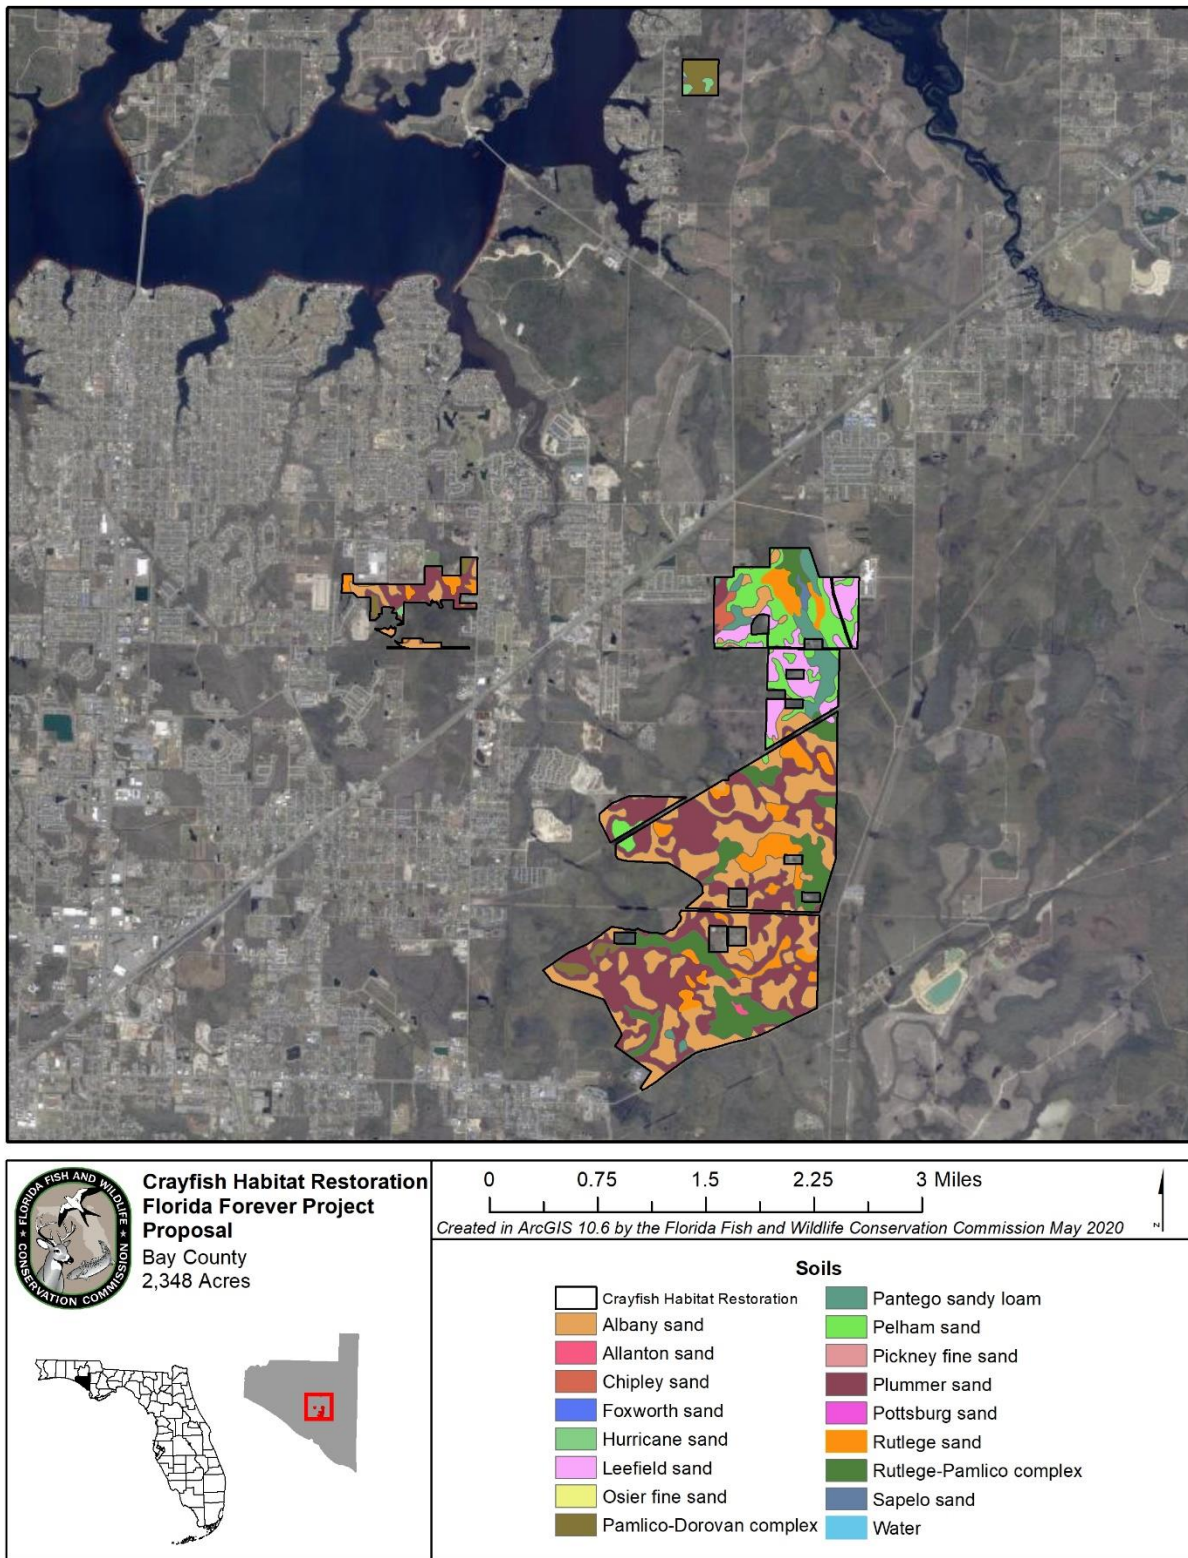 FLORIDA FISH AND WILDLIFE
CONSERVATION COMMISSION
Crayfish Habitat Restoration
Florida Forever Project
Proposal
Bay County
2,348 Acres
0 0.75 1.5 2.25 3 Miles
Created in ArcGIS 10.6 by the Florida Fish and Wildlife Conservation Commission May 2020
Z
Soils
Crayfish Habitat Restoration
Albany sand
Allanton sand
Chipley sand
Foxworth sand
Hurricane sand
Leefield sand
Osier fine sand
Pamlico-Dorovan complex
Pantego sandy loam
Pelham sand
Pickney fine sand
Plummer sand
Pottsburg sand
Rutlege sand
Rutlege-Pamlico complex
Sapelo sand
Water